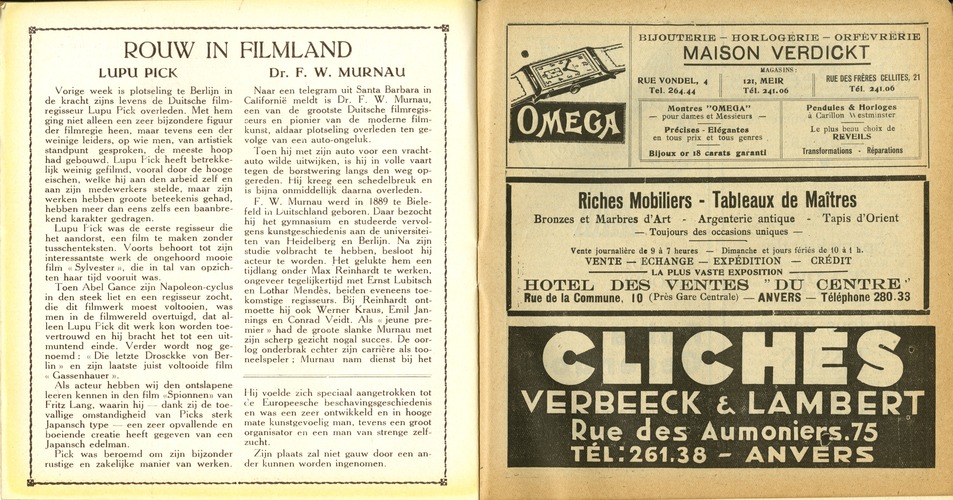 ROUW IN FILMLAND
LUPU PICK
Vorige week is plotseling te Berlijn in
de kracht zijns levens de Duitsche film-
regisseur Lupu Pick overleden. Met hem
ging niet alleen een zeer bijzondere figuur
der filmregie heen, maar tevens een der
weinige leiders, op wie men, van artistiek
standpunt gesproken, de meeste hoop
had gebouwd. Lupu Fick heeft betrekke-
lijk weinig gefilmd, vooral door de hooge
eischen, welke hij aan den arbeid zelf en
aan zijn medewerkers stelde, maar zijn
werken hebben groote beteekenis gehad,
hebben meer dan eens zelfs een baanbre-
kend karakter gedragen.
Lupu Fick was de eerste regisseur die
het aandorst, een film te maken zonder
tusschenteksten. Voorts behoort tot zijn
interessantste werk de ongehoord mooie
film « Sylvester », die in tal van opzich-
ten haar tijd vooruit was.
Toen Abel Gance zijn Napoleon-cyclus
in den steek liet en een regisseur zocht,
die dit filmwerk moest voltooien, was
men in de filmwereld overtuigd, dat al-
leen Lupu Fick dit werk kon worden toe-
vertrouwd en hij bracht het tot een uit-
muntend einde. Verder wordt nog ge-
noemd : « Die letzte Droschke von Ber-
lin » en zijn laatste juist voltooide film
« Gassenhauer ».
Als acteur hebben wij den ontslapene
leeren kennen in den film «Spionnen» van
Fritz Lang, waarin hij — dank zij de toe-
vallige omstandigheid van Picks sterk
Japansch type — een zeer opvallende en
boeiende creatie heeft gegeven van een
Japansch edelman.
Pick was beroemd om zijn bijzonder
rustige en zakelijke manier van werken.
Dr. F. W. MURNAU
Naar een telegram uit Santa Barbara in
Californië meldt is Dr. F. W. Murnau,
een van de grootste Duitsche filmregis-
seurs en pionier van de moderne film-
kunst, aldaar plotseling overleden ten ge-
volge van een auto-ongeluk.
Toen hij met zijn auto voor een vracht-
auto wilde uitwijken, is hij in volle vaart
tegen de borstwering langs den weg op-
gereden. Hij kreeg een schedelbreuk en
is bijna onmiddellijk daarna overleden.
F. W. Murnau werd in 1889 te Biele-
feld in Luitschland geboren. Daar bezocht
hij het gymnasium en studeerde vervol-
gens kunstgeschiedenis aan de universitei-
ten van Heidelberg en Berlin. Na zijn
studie volbracht te hebben, besloot hij
acteur te worden. Het gelukte hem een
tijdlang onder Max Reinhardt te werken,
ongeveer tegelijkertijd met Ernst Lubitsch
en Lothar Mendès, beiden eveneens toe-
komstige regisseurs. Bij Reinhardt ont-
moette hij ook Werner Kraus, Emil Jan-
nings en Conrad Veidt. Als « jeune pre-
mier » had de groote slanke Murnau met
zijn scherp gezicht nogal succes. De oor-
log onderbrak echter zijn carrière als too-
neelspeler ; Murnau nam dienst bij het
Hij voelde zich speciaal aangetrokken tot
de Europeesche beschavingsgeschiedenis
en was een zeer ontwikkeld en in hooge
mate kunstgevoelig man, tevens een groot
organisator en een man van strenge zelf-
zucht.
Zijn plaats zal niet gauw door een an-
der kunnen worden ingenomen.
OMEGA
BIJOUTERIE — HORLOGERIE — ORFÈVRERIE
MAISON VERDICKT
MAGASINS :
RUE VONDEL, 4
Tel. 264.44
121, MEIR
Tél. 241.06
RUE DES FRÈRES CELLITES, 21
Tél. 241.06
Montres "OMEGA"
— pour dames et Messieurs —
Précises - Elégantes
en tous prix et tous genres
Bijoux or 18 carats garanti
Pendules & Horloges
à Carillon Westminster
Le plus beau choix de
REVEILS
Transformations - Réparations
Riches Mobiliers - Tableaux de Maîtres
Bronzes et Marbres d'Art - Argenterie antique - Tapis d'Orient
— Toujours des occasions uniques —
Vente journalière de 9 à 7 heures — Dimanche et jours fériés de 10 à 1 h.
VENTE — ECHANGE — EXPÉDITION — CRÉDIT
LA PLUS VASTE EXPOSITION
HOTEL DES VENTES "DU CENTRE"
Rue de la Commune, 10 (Près Gare Centrale) — ANVERS — Téléphone 280.33
CLICHÉS
VERBEECK & LAMBERT
Rue des Aumoniers.75
TÉL: 261.38 - ANVERS